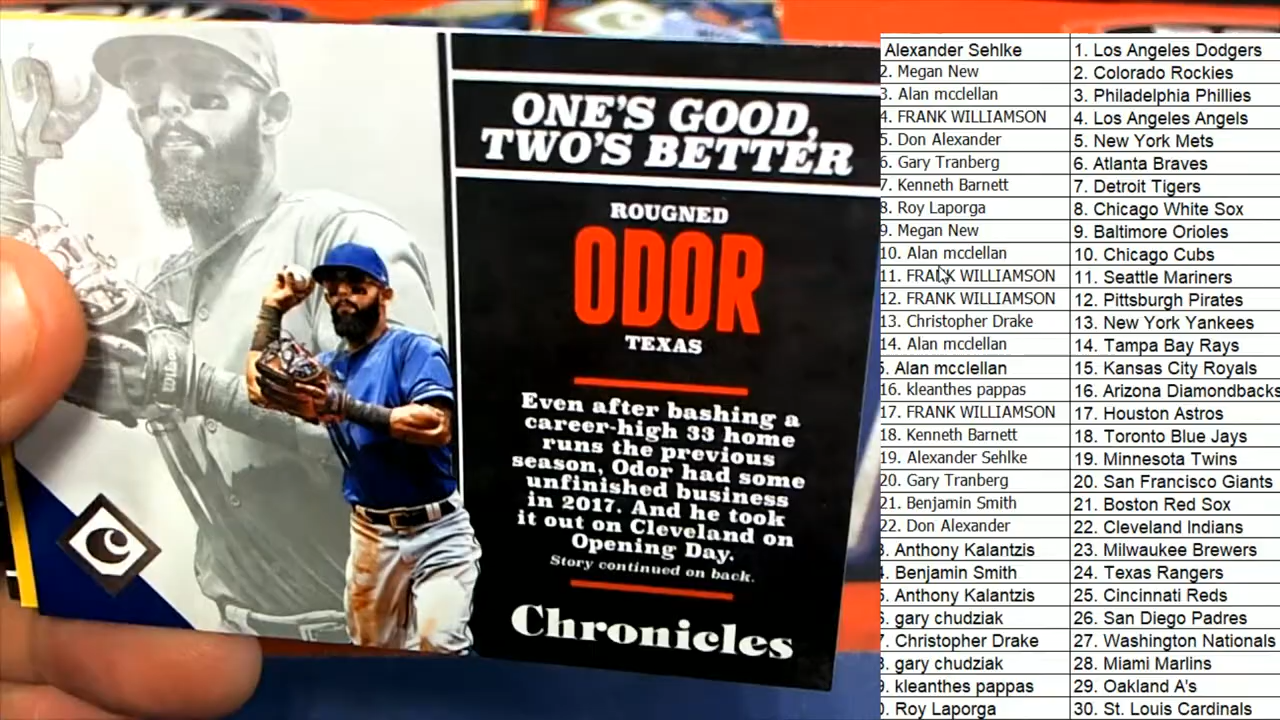 ONE'S GOOD,
TWO'S BETTER
ROUGNED
ODOR
TEXAS
Even after bashing a
career-high 33 home
runs the previous
season, Odor had some
unfinished business
in 2017. And he took
it out on Cleveland on
Opening Day.
Story continued on back.
Chronicles
C
Wilson
Alexander Sehlke 1. Los Angeles Dodgers
2. Megan New 2. Colorado Rockies
3. Alan mcclellan 3. Philadelphia Phillies
4. FRANK WILLIAMSON 4. Los Angeles Angels
5. Don Alexander 5. New York Mets
6. Gary Tranberg 6. Atlanta Braves
7. Kenneth Barnett 7. Detroit Tigers
8. Roy Laporga 8. Chicago White Sox
9. Megan New 9. Baltimore Orioles
10. Alan mcclellan 10. Chicago Cubs
11. FRANK WILLIAMSON 11. Seattle Mariners
12. FRANK WILLIAMSON 12. Pittsburgh Pirates
13. Christopher Drake 13. New York Yankees
14. Alan mcclellan 14. Tampa Bay Rays
5. Alan mcclellan 15. Kansas City Royals
16. kleanthes pappas 16. Arizona Diamondbacks
17. FRANK WILLIAMSON 17. Houston Astros
18. Kenneth Barnett 18. Toronto Blue Jays
19. Alexander Sehlke 19. Minnesota Twins
20. Gary Tranberg 20. San Francisco Giants
21. Benjamin Smith 21. Boston Red Sox
22. Don Alexander 22. Cleveland Indians
3. Anthony Kalantzis 23. Milwaukee Brewers
4. Benjamin Smith 24. Texas Rangers
5. Anthony Kalantzis 25. Cincinnati Reds
6. gary chudziak 26. San Diego Padres
7. Christopher Drake 27. Washington Nationals
8. gary chudziak 28. Miami Marlins
9. kleanthes pappas 29. Oakland A's
0. Roy Laporga 30. St. Louis Cardinals